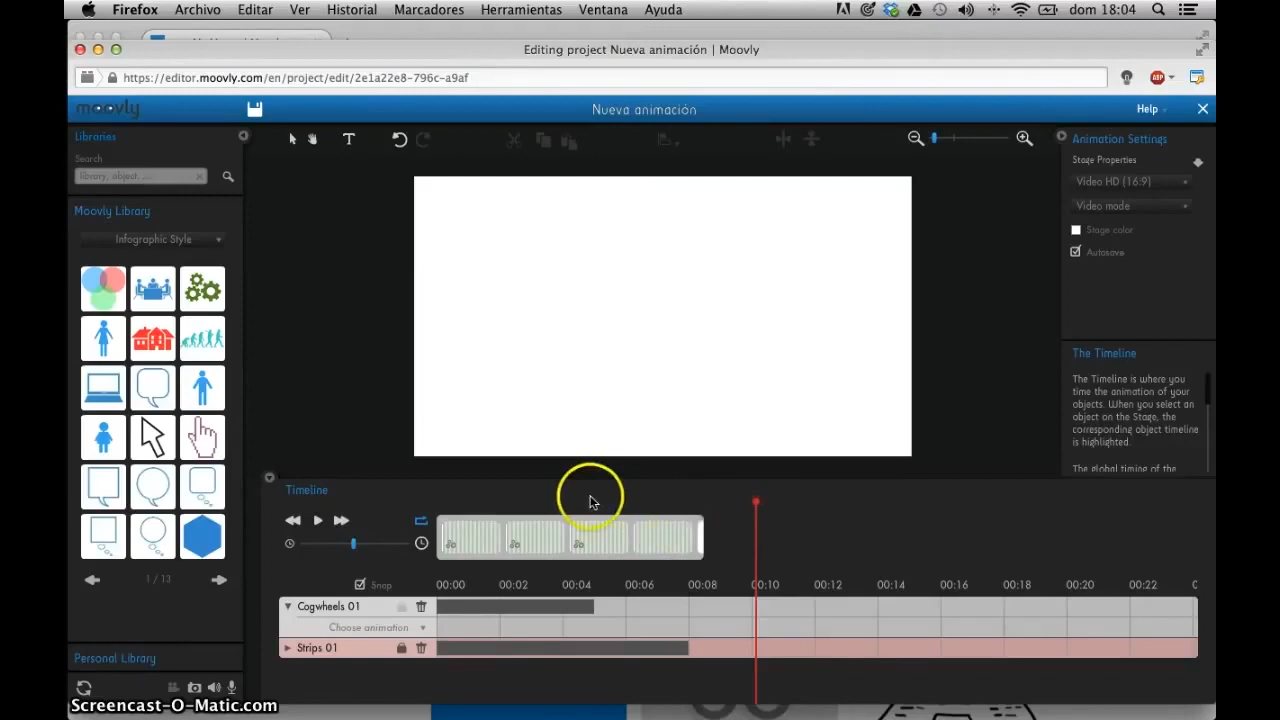 Firefox Archivo Editar Ver Historial Marcadores Herramientas Ventana Ayuda dom 18:04
Editing project Nueva animación | Moovly
https://editor.moovly.com/en/project/edit/2e1a22e8-796c-a9af
ABP
moovly Nueva animación Help
Libraries
Search
library, object, ...
Moovly Library
Infographic Style
1 / 13
Personal Library
T
Animation Settings
Stage Properties
Video HD (16:9)
Video mode
Stage color
Autosave
The Timeline
The Timeline is where you
time the animation of your
objects. When you select an
object on the Stage, the
corresponding object timeline
is highlighted.
The global timing of the
Timeline
Snap 00:00 00:02 00:04 00:06 00:08 00:10 00:12 00:14 00:16 00:18 00:20 00:22
Cogwheels 01
Choose animation
Strips 01
Screencast-O-Matic.com